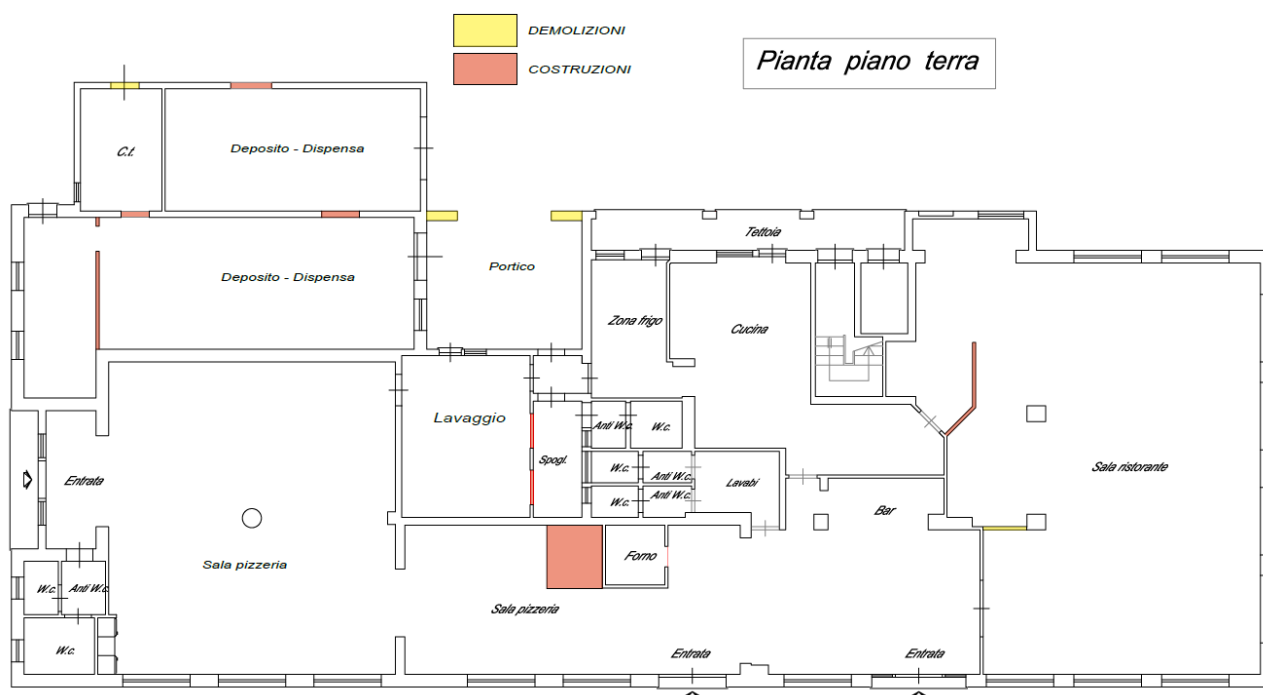 DEMOLIZIONI
COSTRUZIONI
Pianta piano terra
C.t.
Deposito - Dispensa
Tettoia
Deposito - Dispensa
Portico
Zona frigo
Cucina
Lavaggio
Anti W.c.
W.c.
Spogl.
W.c.
Anti W.c.
Lavabi
W.c.
Anti W.c.
Bar
Sala ristorante
Entrata
Forno
Sala pizzeria
W.c.
Anti W.c.
Sala pizzeria
W.c.
Entrata
Entrata